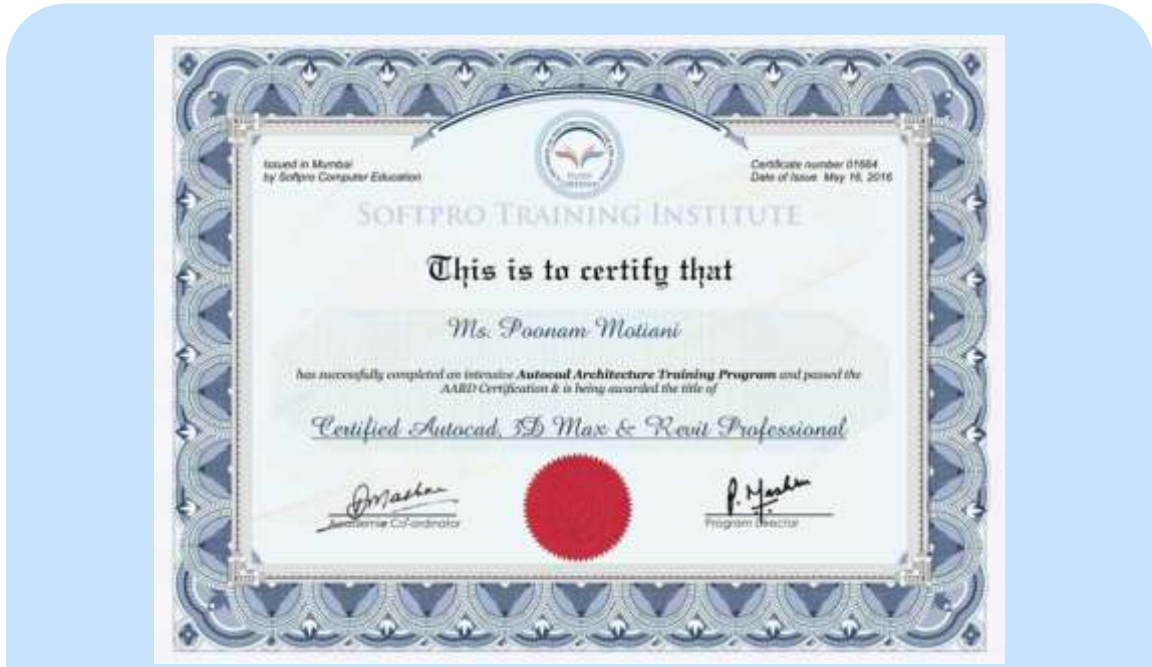 Issued in Mumbai
by Softpro Computer Education
Certificate number 01664
Date of Issue May 16, 2016
SOFTPRO TRAINING INSTITUTE
This is to certify that
Ms. Poonam Motiani
has successfully completed an intensive Autocad Architecture Training Program and passed the
AARD Certification & is being awarded the title of
Certified Autocad, 3D Max & Revit Professional
Academic Co-ordinator
Program Director